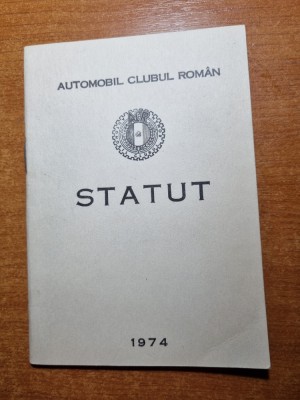 AUTOMOBIL CLUBUL ROMÂN
STATUT
1974